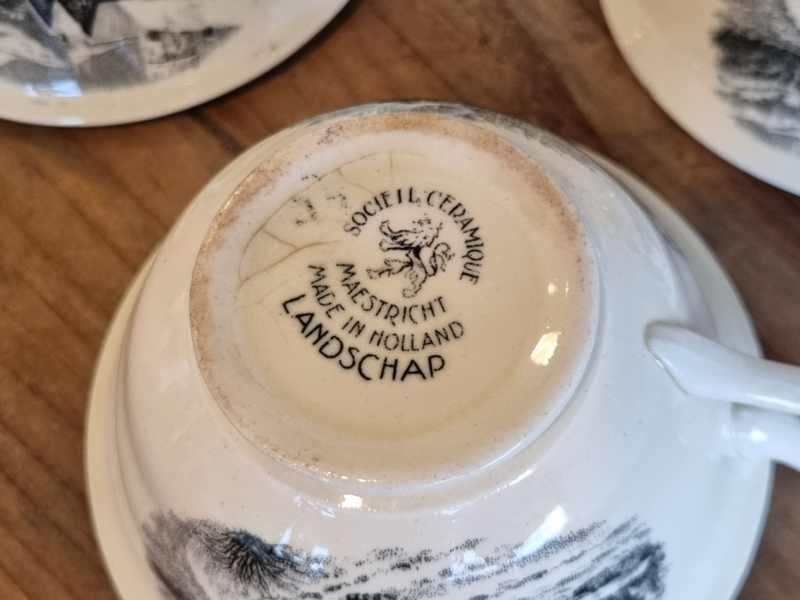 SOCIETE CERAMIQUE
MAESTRICHT
MADE IN HOLLAND
LANDSCHAP